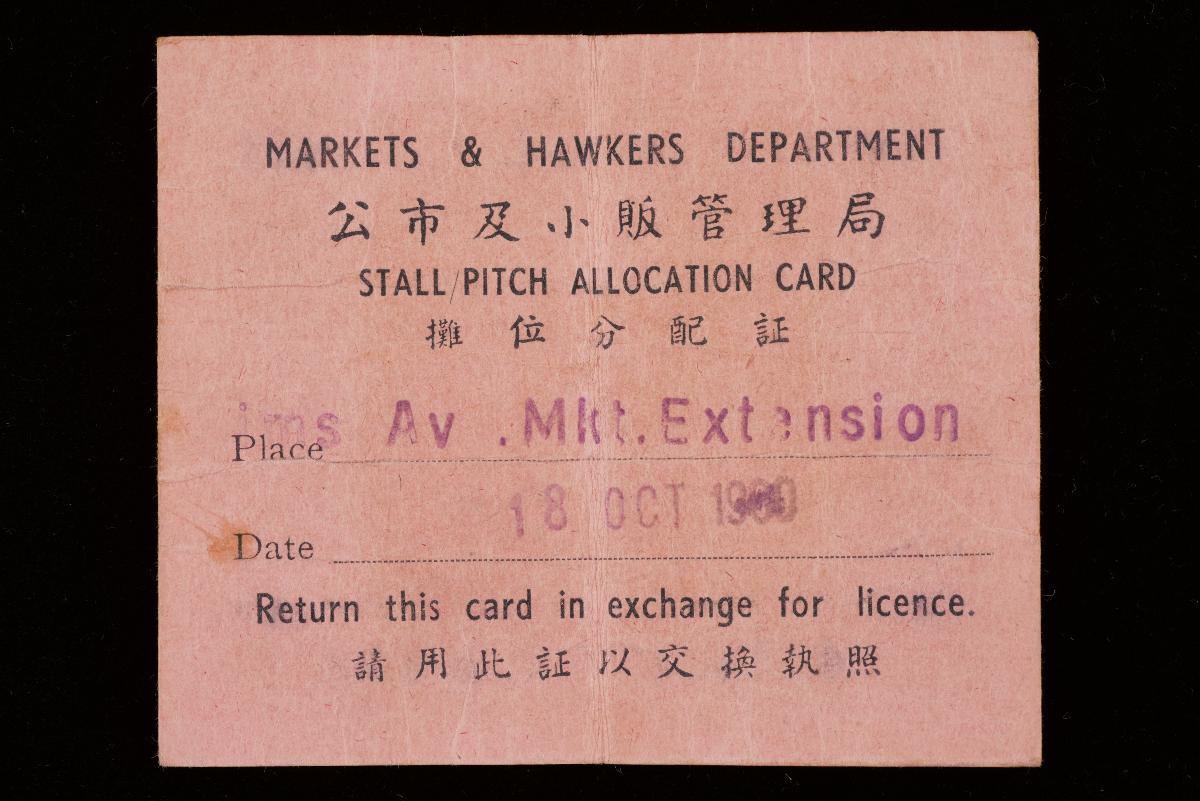 MARKETS & HAWKERS DEPARTMENT
公市及小販管理局
STALL/PITCH ALLOCATION CARD
攤位分配証
Place Av. Mkt. Extension
18 OCT
Date
Return this card in exchange for licence.
請用此証以交換執照